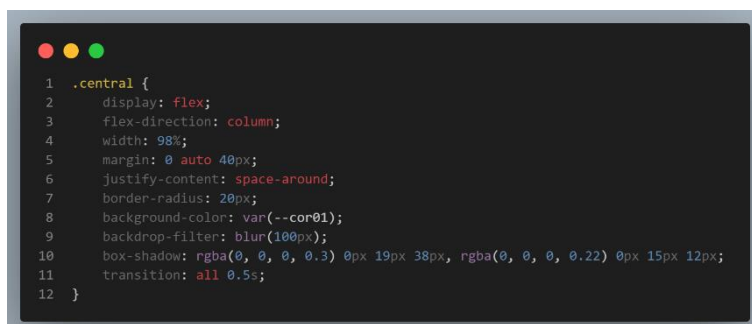 1 .central {
2 display: flex;
3 flex-direction: column;
4 width: 98%;
5 margin: 0 auto 40px;
6 justify-content: space-around;
7 border-radius: 20px;
8 background-color: var(--cor01);
9 backdrop-filter: blur(100px);
10 box-shadow: rgba(0, 0, 0, 0.3) 0px 19px 38px, rgba(0, 0, 0, 0.22) 0px 15px 12px;
11 transition: all 0.5s;
12 }